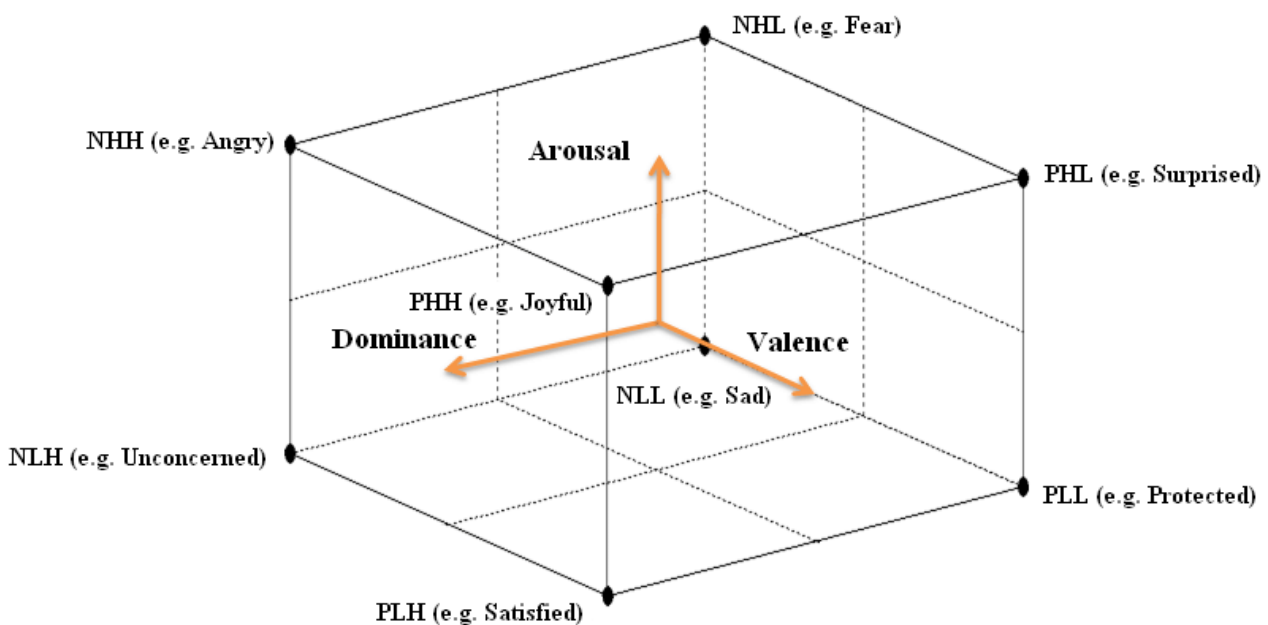 NHL (e.g. Fear)
NHH (e.g. Angry)
Arousal
PHL (e.g. Surprised)
PHH (e.g. Joyful)
Dominance
Valence
NLL (e.g. Sad)
NLH (e.g. Unconcerned)
PLL (e.g. Protected)
PLH (e.g. Satisfied)